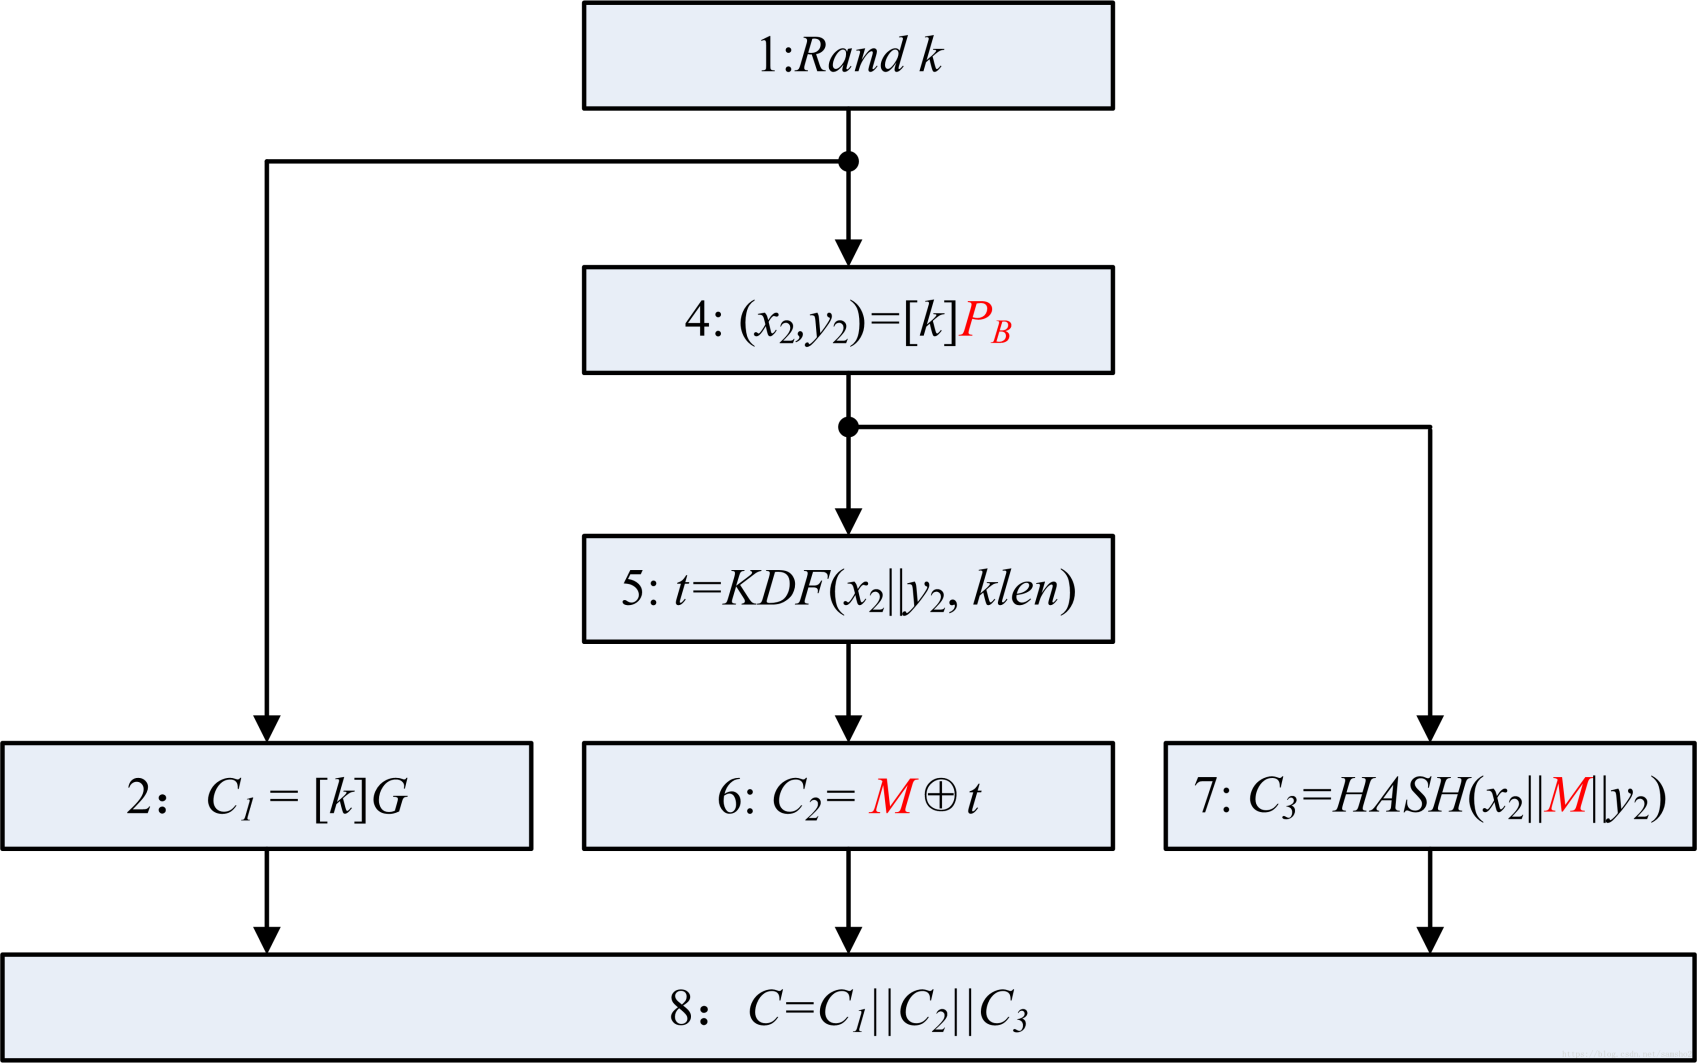 1:Rand k
4: (x₂,y₂)=[k]P_B
5: t=KDF(x₂||y₂, klen)
2：C₁ = [k]G
6: C₂= M⊕t
7: C₃=HASH(x₂||M||y₂)
8：C=C₁||C₂||C₃